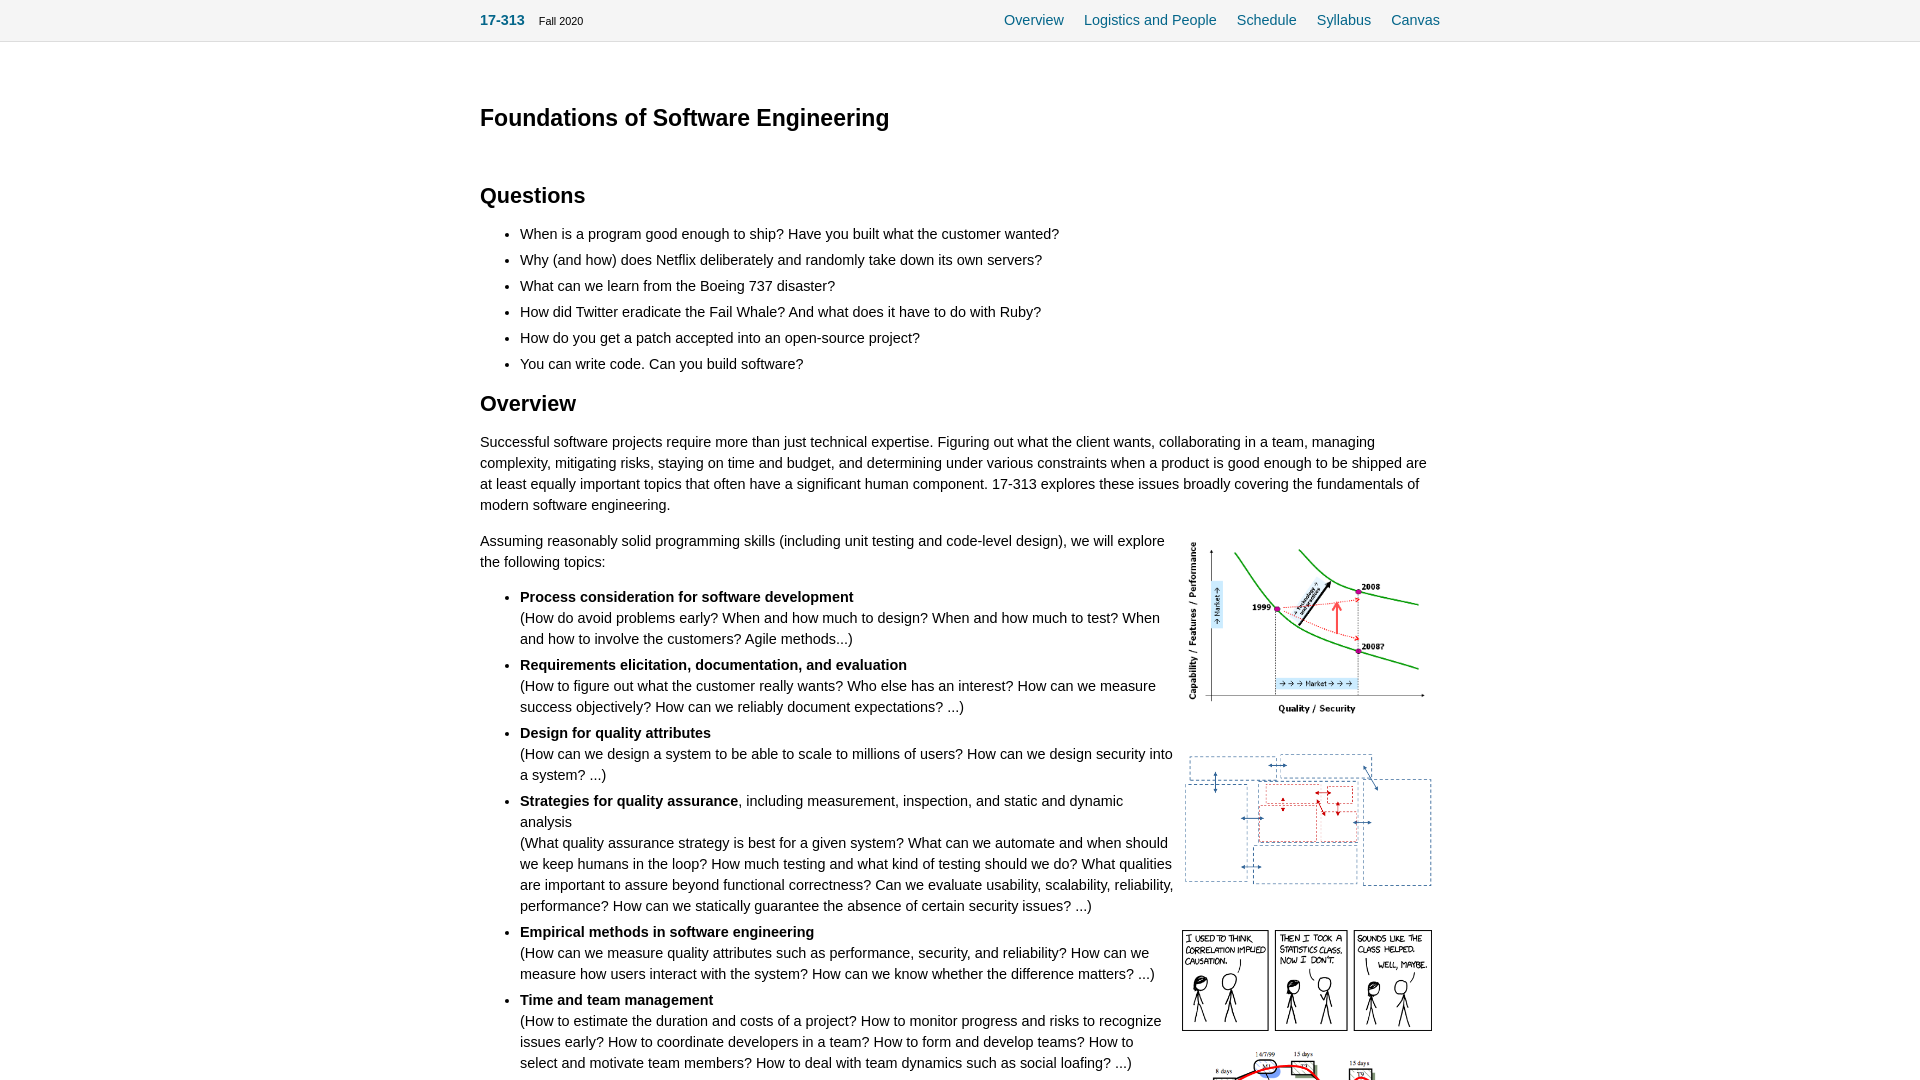 17-313 Fall 2020 Overview Logistics and People Schedule Syllabus Canvas
Foundations of Software Engineering
Questions
• When is a program good enough to ship? Have you built what the customer wanted?
• Why (and how) does Netflix deliberately and randomly take down its own servers?
• What can we learn from the Boeing 737 disaster?
• How did Twitter eradicate the Fail Whale? And what does it have to do with Ruby?
• How do you get a patch accepted into an open-source project?
• You can write code. Can you build software?
Overview
Successful software projects require more than just technical expertise. Figuring out what the client wants, collaborating in a team, managing
complexity, mitigating risks, staying on time and budget, and determining under various constraints when a product is good enough to be shipped are
at least equally important topics that often have a significant human component. 17-313 explores these issues broadly covering the fundamentals of
modern software engineering.
Assuming reasonably solid programming skills (including unit testing and code-level design), we will explore
the following topics:
• Process consideration for software development
(How do avoid problems early? When and how much to design? When and how much to test? When
and how to involve the customers? Agile methods...)
• Requirements elicitation, documentation, and evaluation
(How to figure out what the customer really wants? Who else has an interest? How can we measure
success objectively? How can we reliably document expectations? ...)
• Design for quality attributes
(How can we design a system to be able to scale to millions of users? How can we design security into
a system? ...)
• Strategies for quality assurance, including measurement, inspection, and static and dynamic
analysis
(What quality assurance strategy is best for a given system? What can we automate and when should
we keep humans in the loop? How much testing and what kind of testing should we do? What qualities
are important to assure beyond functional correctness? Can we evaluate usability, scalability, reliability,
performance? How can we statically guarantee the absence of certain security issues? ...)
• Empirical methods in software engineering
(How can we measure quality attributes such as performance, security, and reliability? How can we
measure how users interact with the system? How can we know whether the difference matters? ...)
• Time and team management
(How to estimate the duration and costs of a project? How to monitor progress and risks to recognize
issues early? How to coordinate developers in a team? How to form and develop teams? How to
select and motivate team members? How to deal with team dynamics such as social loafing? ...)
Capability / Features / Performance
→ Market →
1999
2008
2008?
→ → → Market → → →
Quality / Security
I USED TO THINK
CORRELATION IMPLIED
CAUSATION.
THEN I TOOK A
STATISTICS CLASS.
NOW I DON'T.
SOUNDS LIKE THE
CLASS HELPED.
WELL, MAYBE.
14/7/99
15 days
8 days
15 days